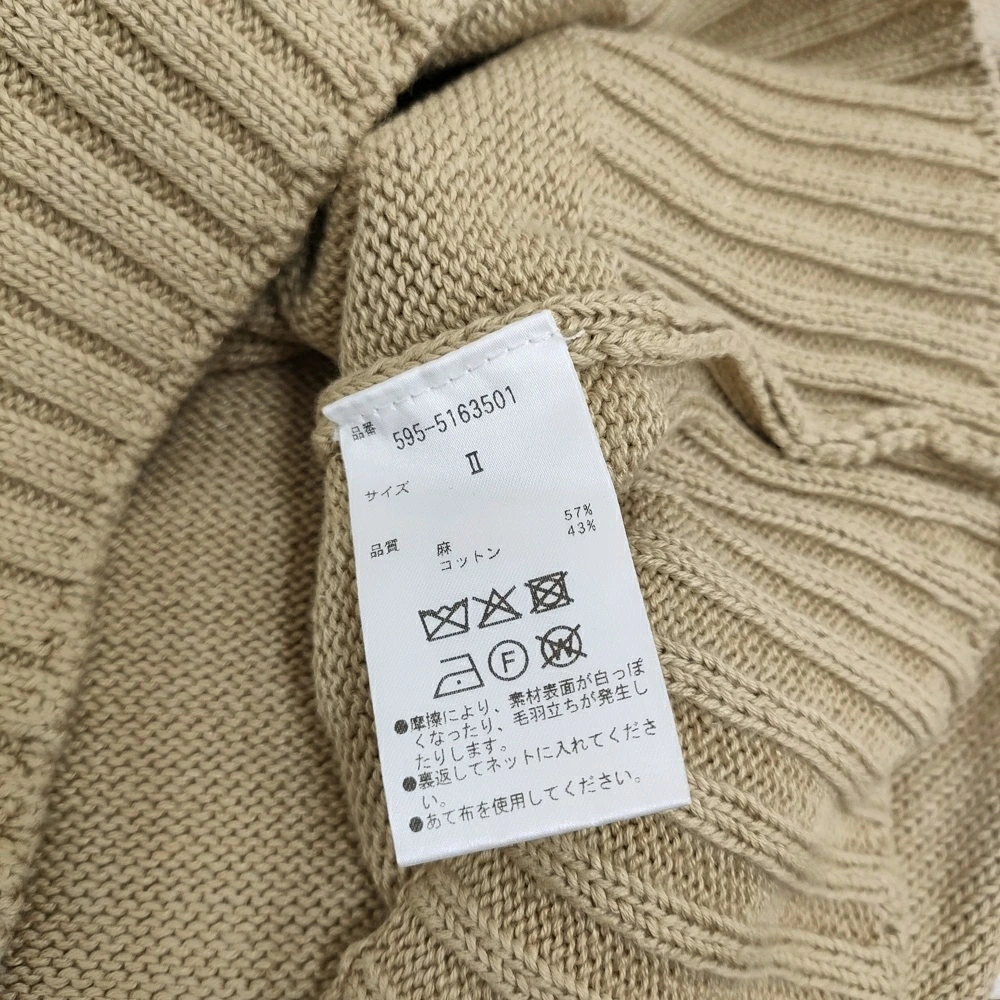 品番 595-5163501
サイズ Ⅱ
品質 麻 57%
コットン 43%
F
W
●摩擦により、素材表面が白っぽ
くなったり、毛羽立ちが発生し
たりします。
●裏返してネットに入れてくださ
い。
●あて布を使用してください。